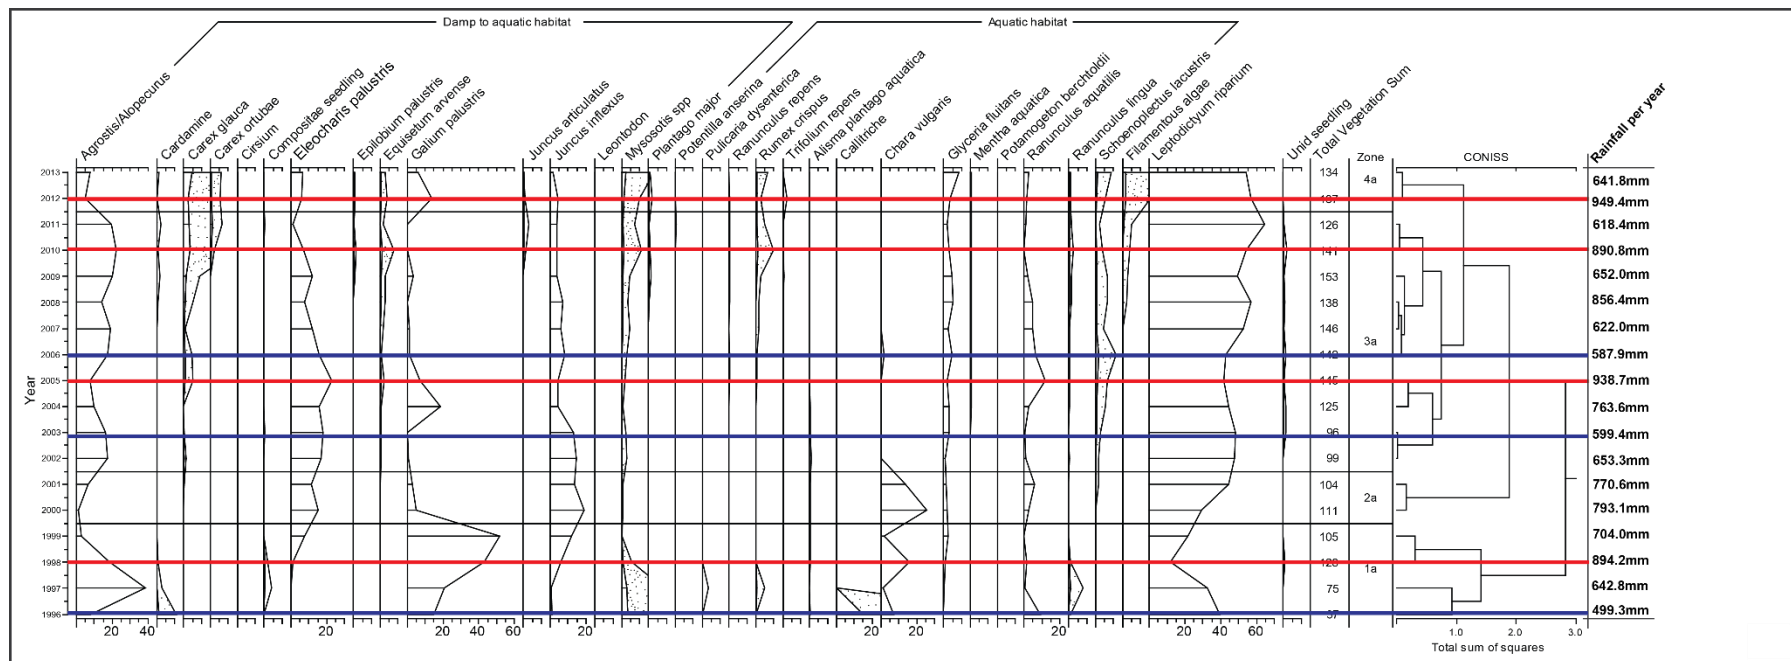 Damp to aquatic habitat
Aquatic habitat
Agrostis/Alopecurus
Cardamine
Carex glauca
Carex ortubae
Cirsium
Compositae seedling
Eleocharis palustris
Epilobium palustris
Equisetum arvense
Galium palustris
Juncus articulatus
Juncus inflexus
Leontodon
Myosotis spp
Plantago major
Potentilla anserina
Pulicaria dysenterica
Ranunculus repens
Rumex crispus
Trifolium repens
Alisma plantago aquatica
Callitriche
Chara vulgaris
Glyceria fluitans
Mentha aquatica
Potamogeton berchtoldii
Ranunculus aquatilis
Ranunculus lingua
Schoenoplectus lacustris
Filamentous algae
Leptodictyum riparium
Unid seedling
Total Vegetation Sum
Zone
CONISS
Rainfall per year
2013 134 4a 641.8mm
2012 949.4mm
2011 126 618.4mm
2010 890.8mm
2009 153 652.0mm
2008 138 856.4mm
2007 146 622.0mm
3a
2006 587.9mm
2005 938.7mm
2004 125 763.6mm
2003 96 599.4mm
2002 99 653.3mm
2001 104 770.6mm
2a
2000 111 793.1mm
1999 105 704.0mm
1998 894.2mm
1a
1997 75 642.8mm
1996 499.3mm
Year
20 40 20 20 40 60 20 20 20 20 20 40 60 1.0 2.0 3.0
Total sum of squares